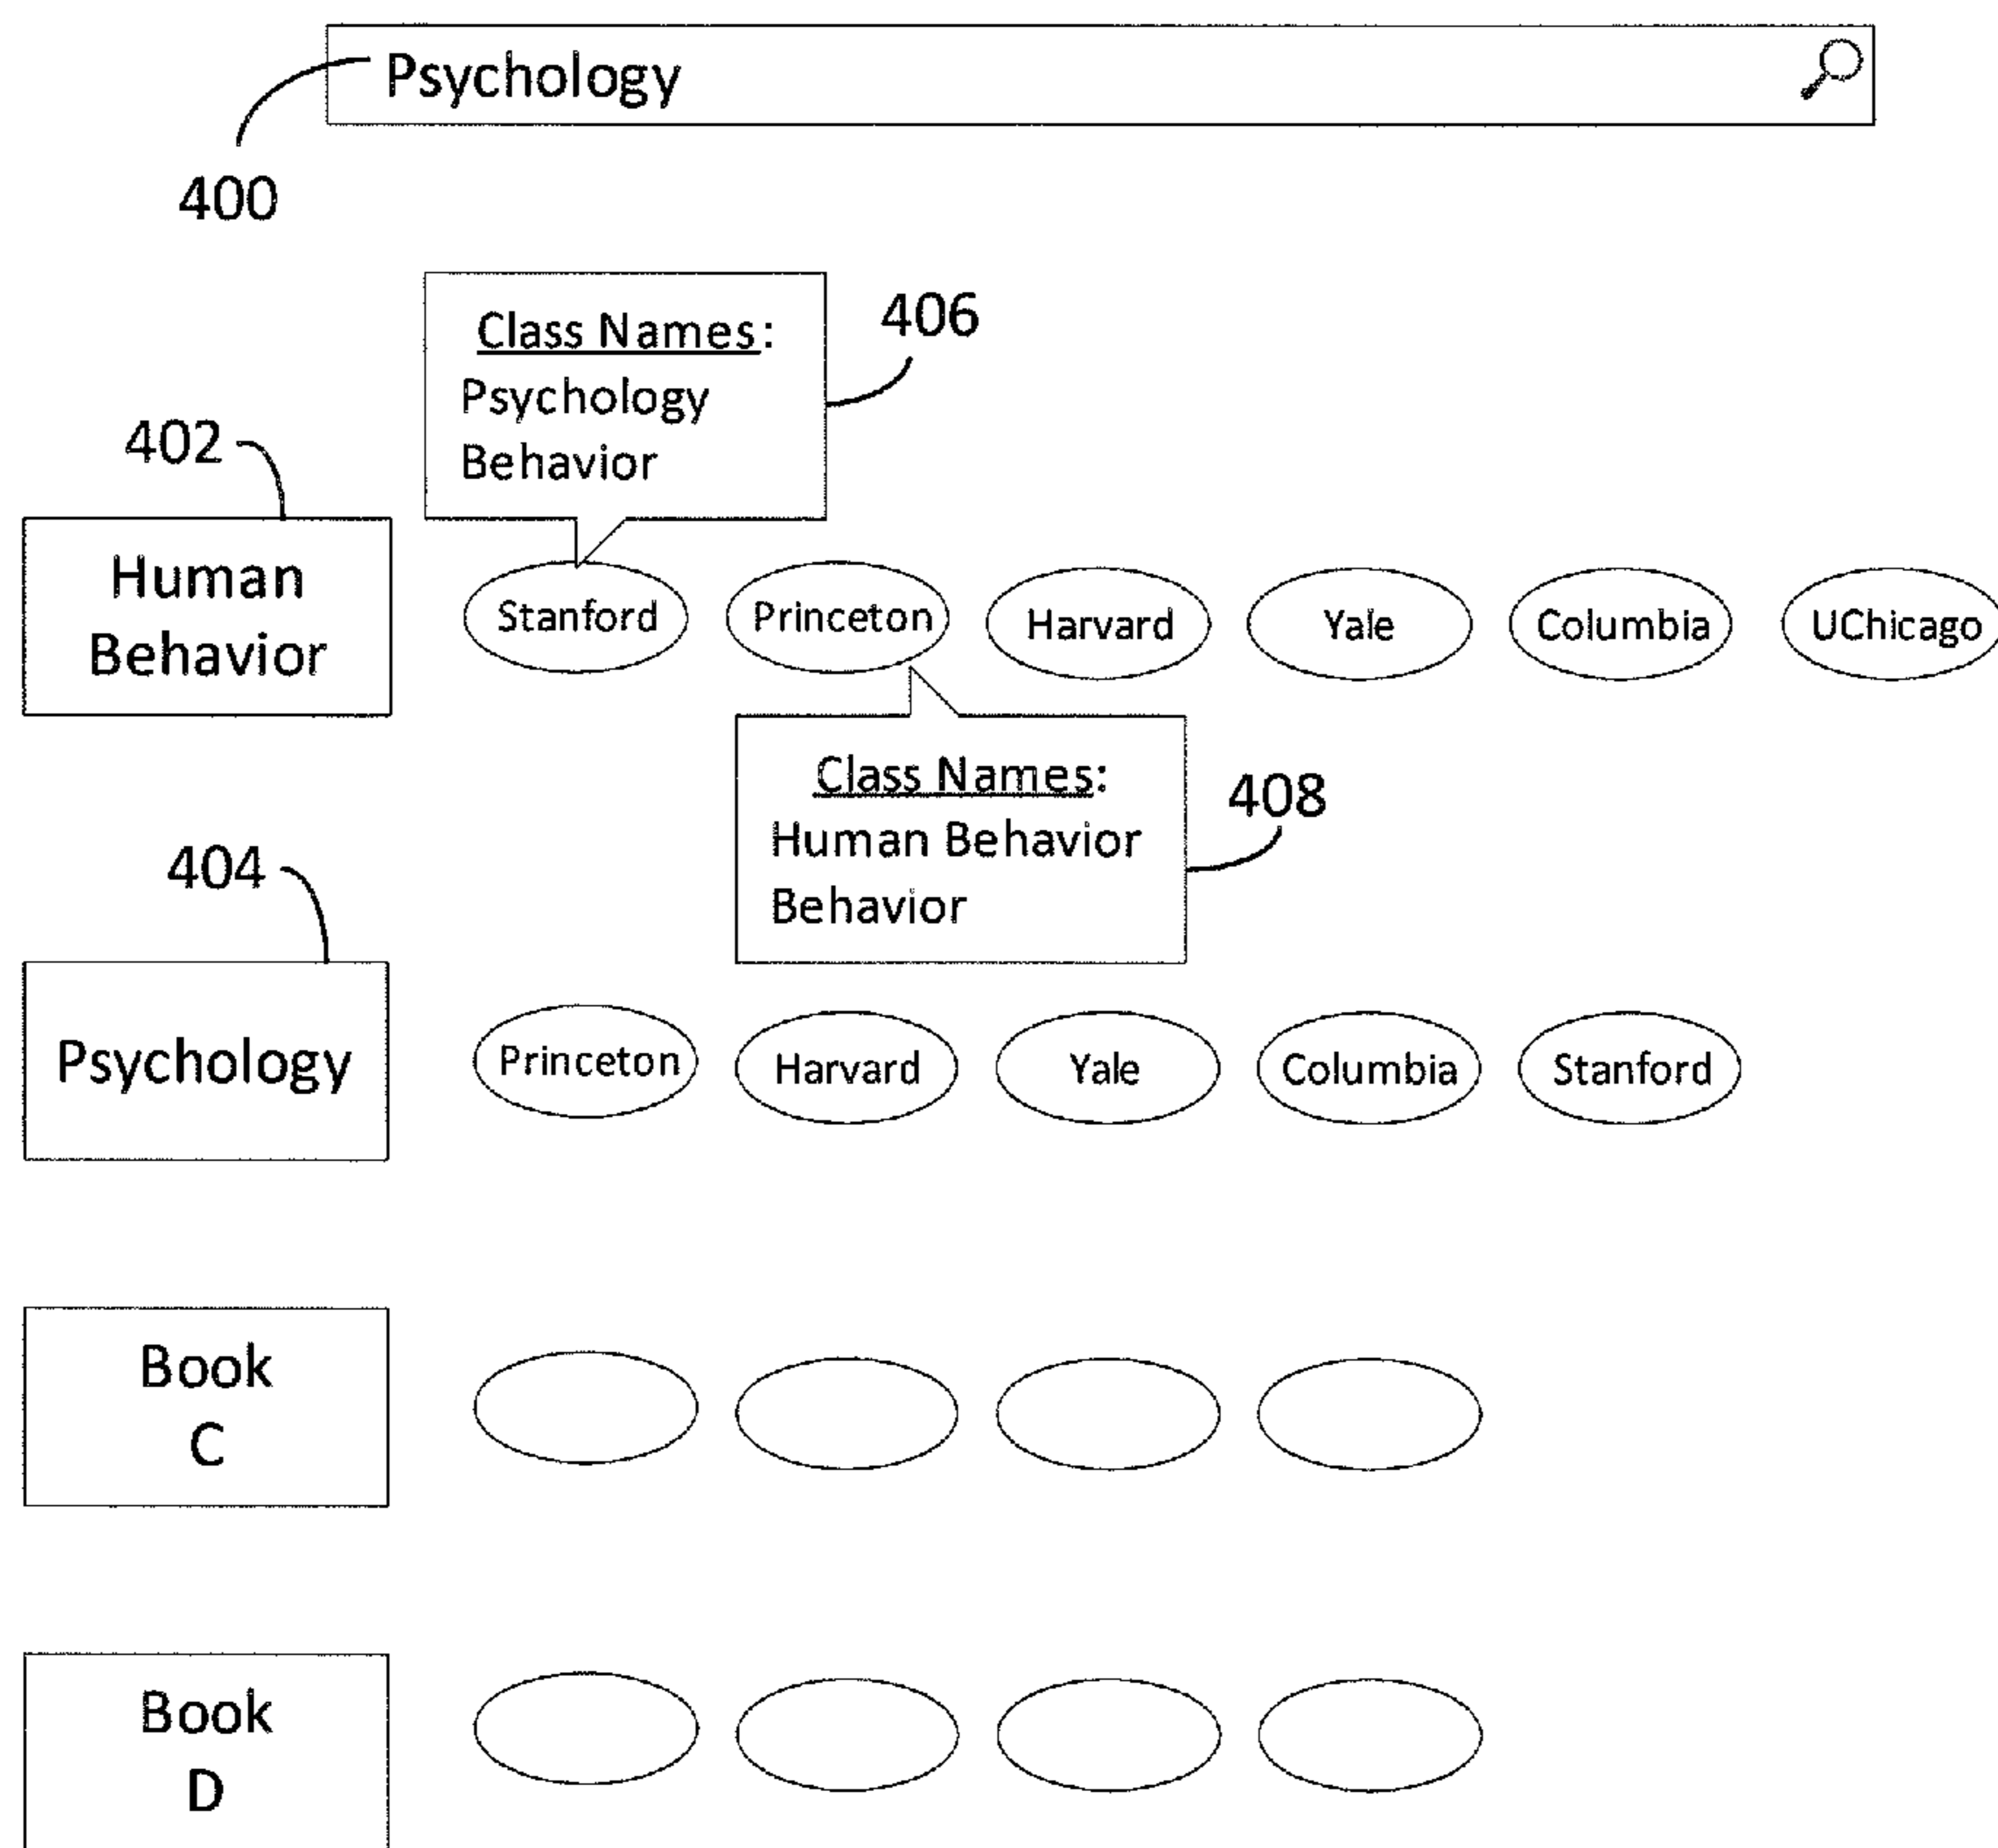 Psychology
400
Class Names:
Psychology
Behavior
406
402
Human
Behavior
Stanford
Princeton
Harvard
Yale
Columbia
UChicago
Class Names:
Human Behavior
Behavior
408
404
Psychology
Princeton
Harvard
Yale
Columbia
Stanford
Book
C
Book
D